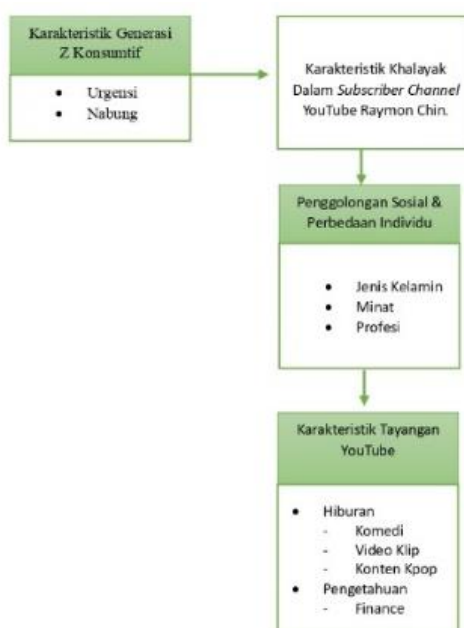 Karakteristik Generasi
Z Konsumtif
• Urgensi
• Nabung
Karakteristik Khalayak
Dalam Subscriber Channel
YouTube Raymon Chin.
Penggolongan Sosial &
Perbedaan Individu
• Jenis Kelamin
• Minat
• Profesi
Karakteristik Tayangan
YouTube
• Hiburan
- Komedi
- Video Klip
- Konten Kpop
• Pengetahuan
- Finance